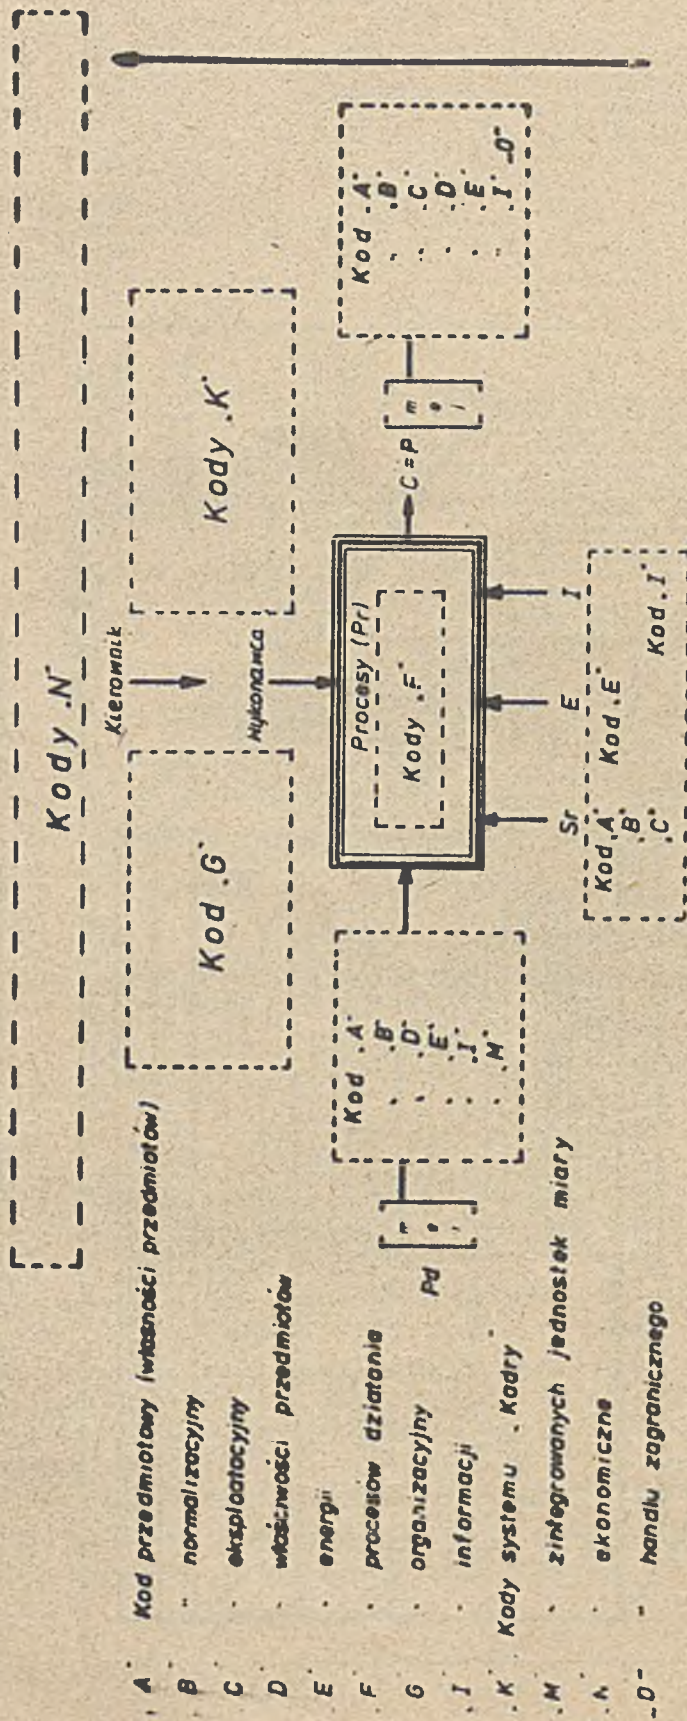 Kody „N"
Kierownik
Kod „G"
Kody „K"
Wykonawca
Procesy (Pr)
Kody „F"
C = P
Pd
m
e
i
Kod „A"
" „B"
" „D"
" „E"
" „I"
" „M"
m
e
i
Kod „A"
" „B"
" „C"
" „D"
" „E"
" „I" „O"
Sr
E
I
Kod „A"
„B"
„C"
Kod „E"
Kod „I"
„A" Kod przedmiotowy (własności przedmiotów)
B " normalizacyjny
C " eksploatacyjny
D " właściwości przedmiotów
E " energii
F " procesów działania
G " organizacyjny
„I " informacji
„K Kody systemu „Kadry
„M " zintegrowanych jednostek miary
" ekonomiczne
„O" " handlu zagranicznego